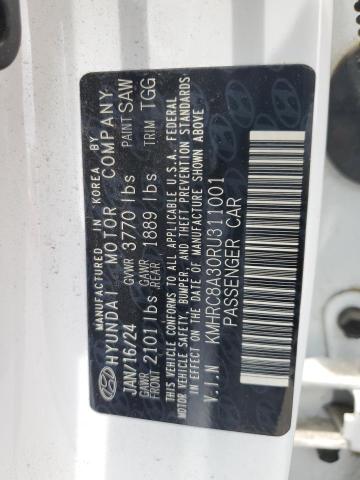 MANUFACTURED IN KOREA BY
HYUNDAI MOTOR COMPANY
JAN/16/24 GVWR 3770 lbs PAINT SAW
GAWR FRONT 2101 lbs GAWR REAR 1889 lbs TRIM TGG
THIS VEHICLE CONFORMS TO ALL APPLICABLE U.S.A. FEDERAL
MOTOR VEHICLE SAFETY, BUMPER, AND THEFT PREVENTION STANDARDS
IN EFFECT ON THE DATE OF MANUFACTURE SHOWN ABOVE
V.I.N KMHRC8A30RU311001
PASSENGER CAR